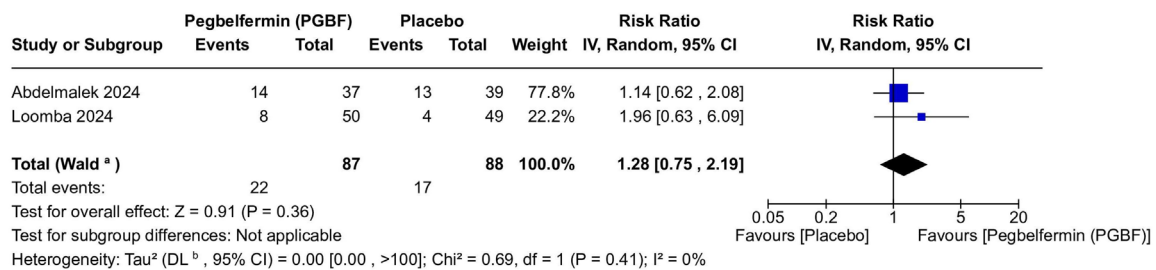 Pegbelfermin (PGBF) Placebo Risk Ratio Risk Ratio
Study or Subgroup Events Total Events Total Weight IV, Random, 95% CI IV, Random, 95% CI
Abdelmalek 2024 14 37 13 39 77.8% 1.14 [0.62 , 2.08]
Loomba 2024 8 50 4 49 22.2% 1.96 [0.63 , 6.09]
Total (Wald ᵃ ) 87 88 100.0% 1.28 [0.75 , 2.19]
Total events: 22 17
Test for overall effect: Z = 0.91 (P = 0.36)
0.05 0.2 1 5 20
Test for subgroup differences: Not applicable
Favours [Placebo] Favours [Pegbelfermin (PGBF)]
Heterogeneity: Tau² (DL ᵇ , 95% CI) = 0.00 [0.00 , >100]; Chi² = 0.69, df = 1 (P = 0.41); I² = 0%